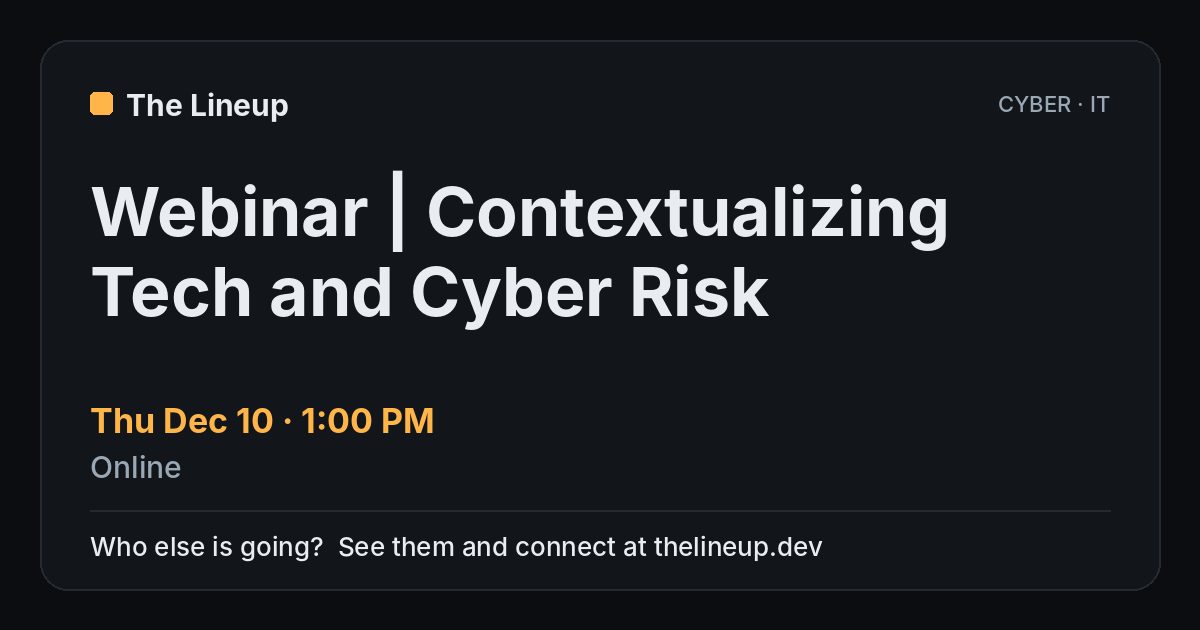 The Lineup
CYBER · IT
Webinar | Contextualizing
Tech and Cyber Risk
Thu Dec 10 · 1:00 PM
Online
Who else is going? See them and connect at thelineup.dev